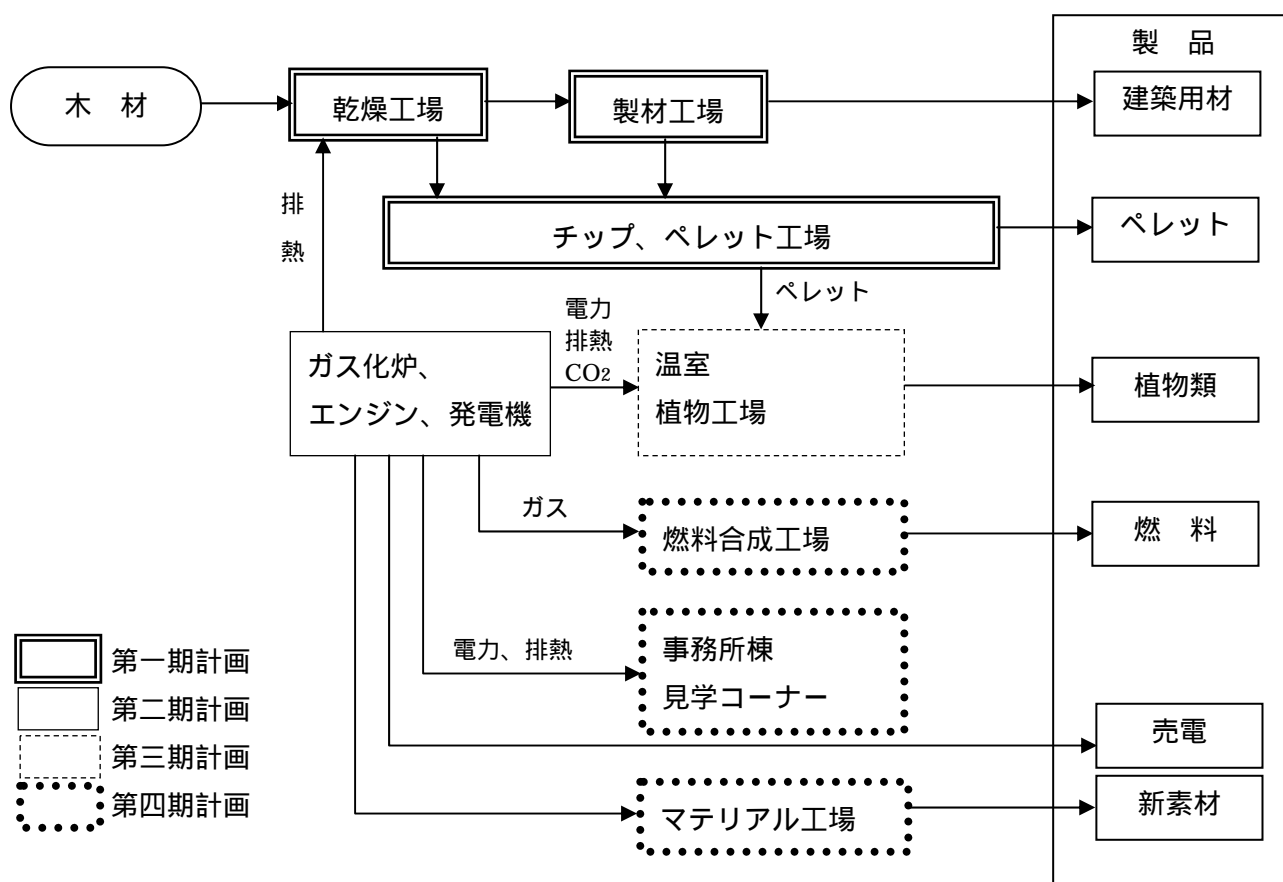 製 品
木 材
乾燥工場
製材工場
建築用材
排
熱
チップ、ペレット工場
ペレット
ペレット
電力
排熱
CO2
ガス化炉、
エンジン、発電機
温室
植物工場
植物類
ガス
燃料合成工場
燃 料
電力、排熱
事務所棟
見学コーナー
売電
マテリアル工場
新素材
第一期計画
第二期計画
第三期計画
第四期計画